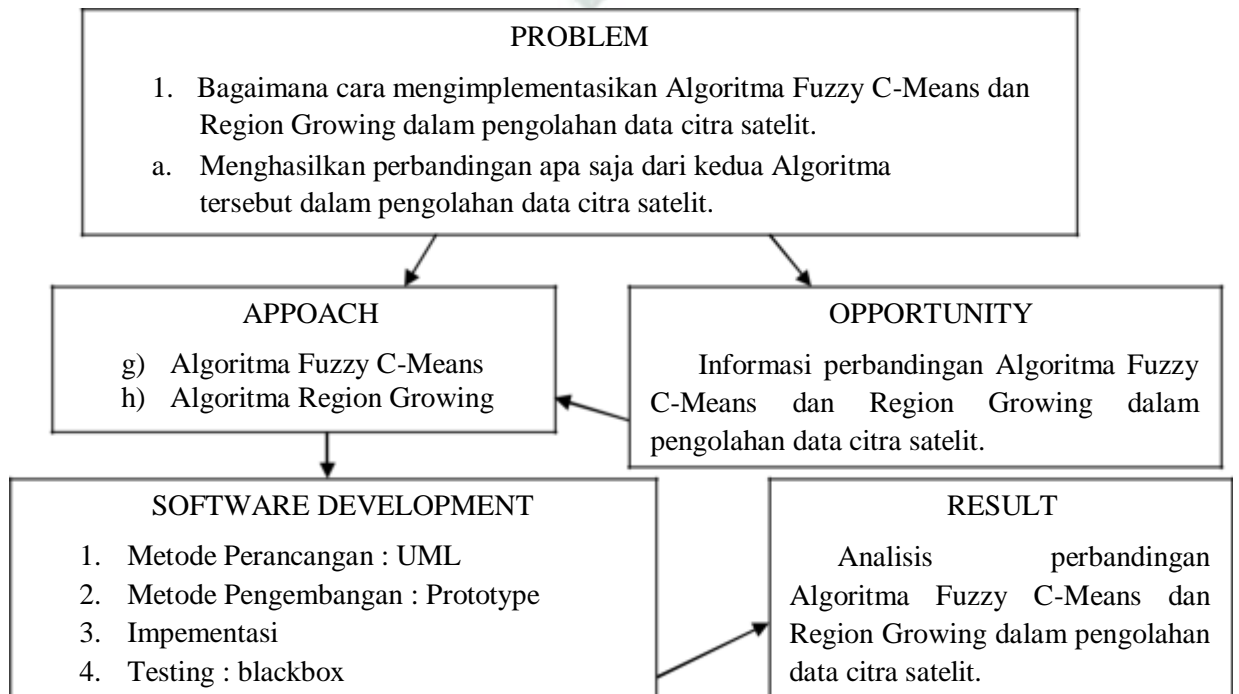 PROBLEM
1. Bagaimana cara mengimplementasikan Algoritma Fuzzy C-Means dan
Region Growing dalam pengolahan data citra satelit.
a. Menghasilkan perbandingan apa saja dari kedua Algoritma
tersebut dalam pengolahan data citra satelit.
APPOACH
g) Algoritma Fuzzy C-Means
h) Algoritma Region Growing
OPPORTUNITY
Informasi perbandingan Algoritma Fuzzy
C-Means dan Region Growing dalam
pengolahan data citra satelit.
SOFTWARE DEVELOPMENT
1. Metode Perancangan : UML
2. Metode Pengembangan : Prototype
3. Impementasi
4. Testing : blackbox
RESULT
Analisis perbandingan
Algoritma Fuzzy C-Means dan
Region Growing dalam pengolahan
data citra satelit.